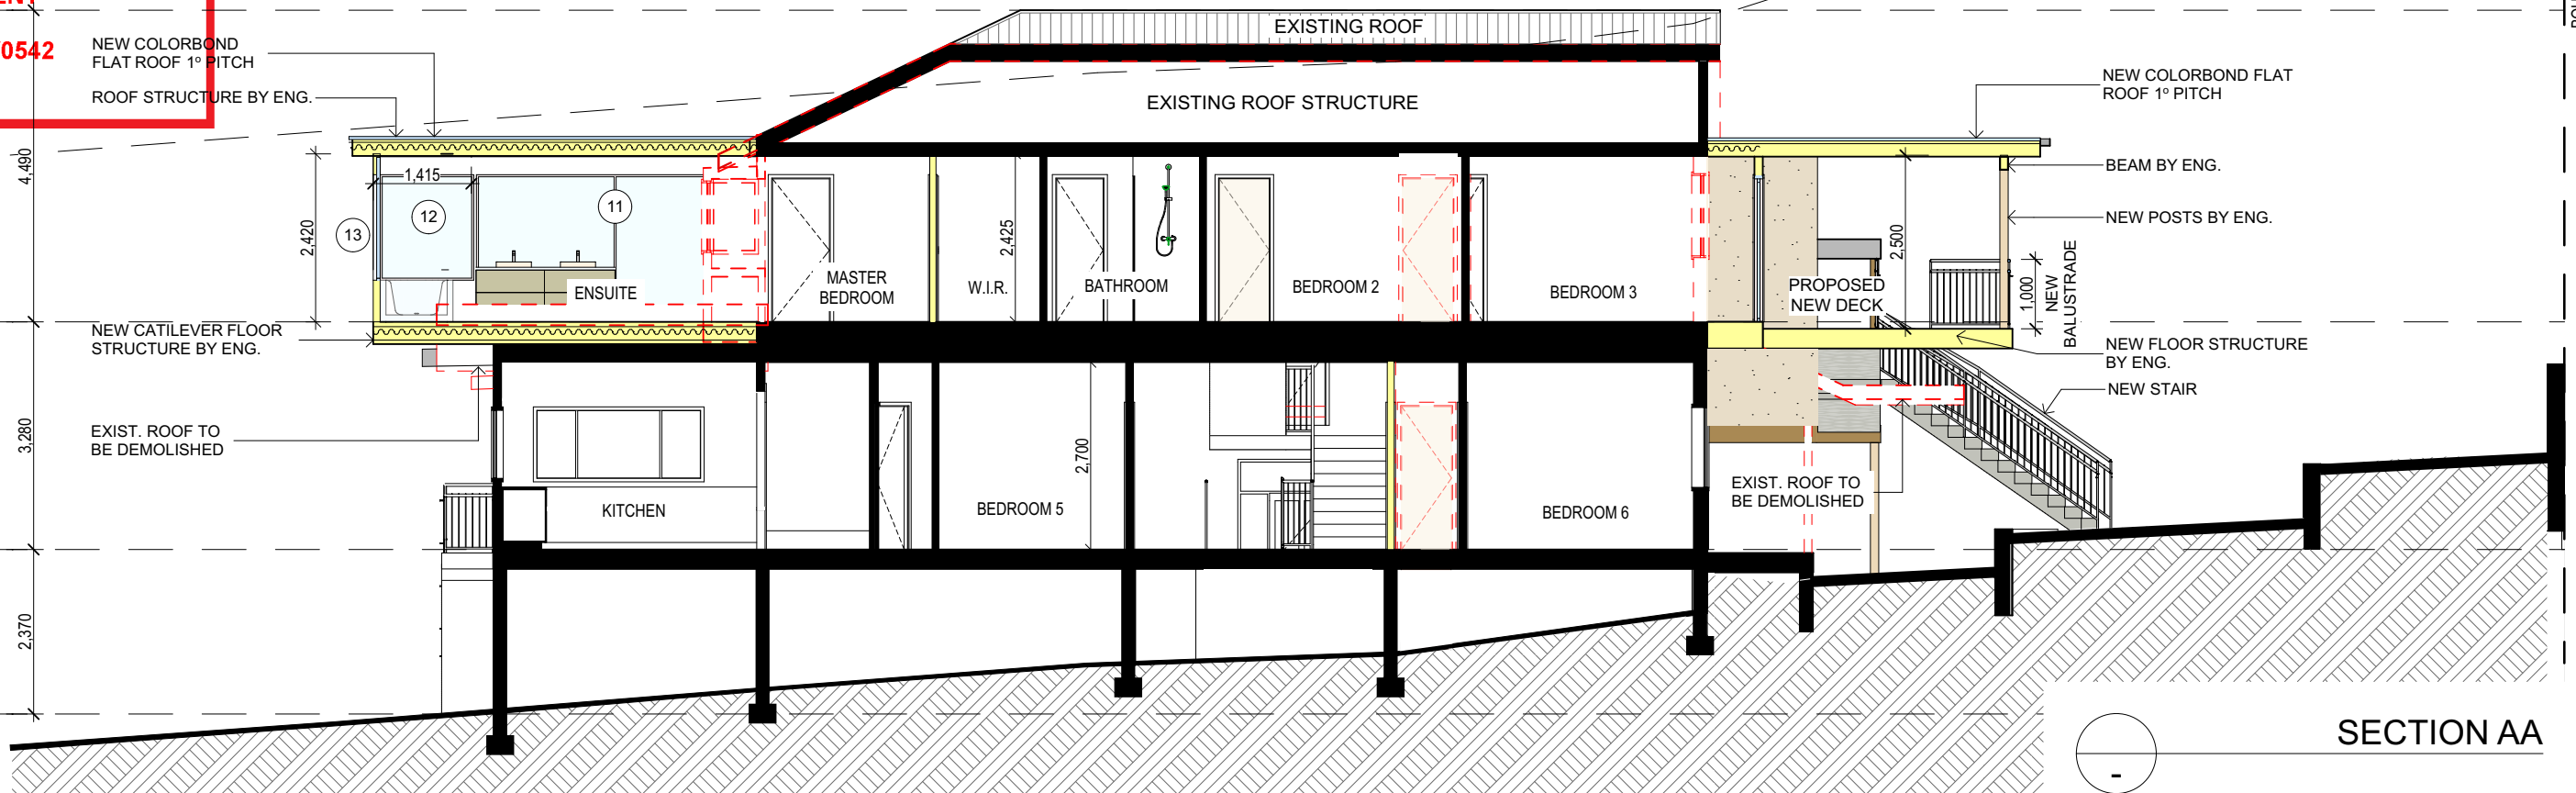 0542
NEW COLORBOND
FLAT ROOF 1º PITCH
ROOF STRUCTURE BY ENG.
EXISTING ROOF
EXISTING ROOF STRUCTURE
NEW COLORBOND FLAT
ROOF 1º PITCH
BEAM BY ENG.
NEW POSTS BY ENG.
4,490
2,420
1,415
13
12
11
ENSUITE
MASTER
BEDROOM
W.I.R.
2,425
BATHROOM
BEDROOM 2
BEDROOM 3
PROPOSED
NEW DECK
2,500
1,000
NEW
BALUSTRADE
NEW CATILEVER FLOOR
STRUCTURE BY ENG.
NEW FLOOR STRUCTURE
BY ENG.
NEW STAIR
3,280
EXIST. ROOF TO
BE DEMOLISHED
KITCHEN
BEDROOM 5
2,700
BEDROOM 6
EXIST. ROOF TO
BE DEMOLISHED
2,370
SECTION AA
-